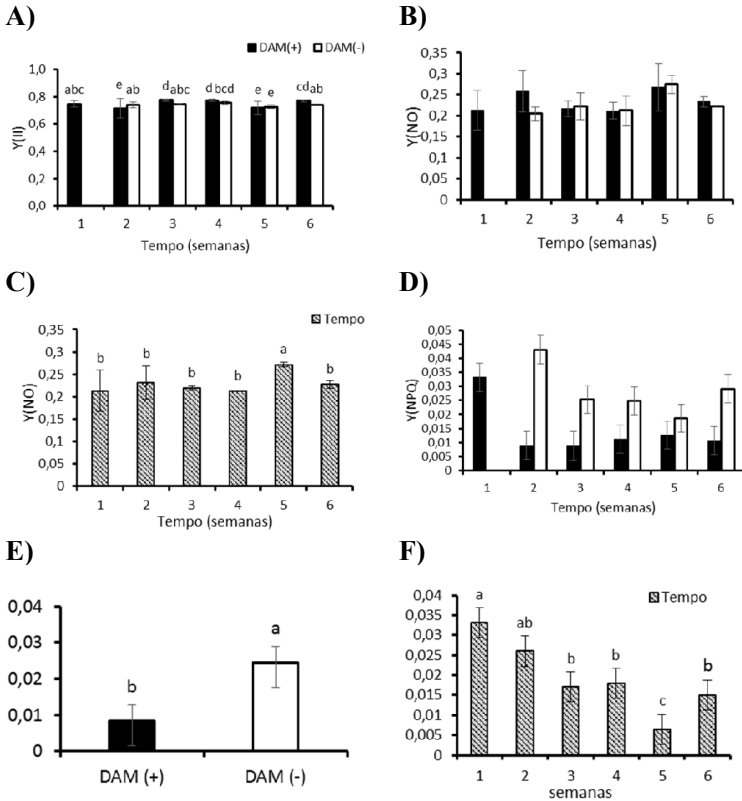 A)
DAM(+) DAM(-)
abc e ab d abc d bcd e e cd ab
1,0
0,8
0,6
0,4
0,2
0,0
Y(II)
1 2 3 4 5 6
Tempo (semanas)
B)
0,35
0,3
0,25
0,2
0,15
0,1
0,05
0
Y(NO)
1 2 3 4 5 6
Tempo (semanas)
C)
Tempo
0,35
0,3
0,25
0,2
0,15
0,1
0,05
0
Y(NO)
b b b b a b
1 2 3 4 5 6
Tempo (semanas)
D)
0,05
0,045
0,04
0,035
0,03
0,025
0,02
0,015
0,01
0,005
0
Y(NPQ)
1 2 3 4 5 6
Tempo (semanas)
E)
0,04
0,03
0,02
0,01
0
b a
DAM (+) DAM (-)
F)
Tempo
0,04
0,035
0,03
0,025
0,02
0,015
0,01
0,005
0
a ab b b c b
1 2 3 4 5 6
semanas